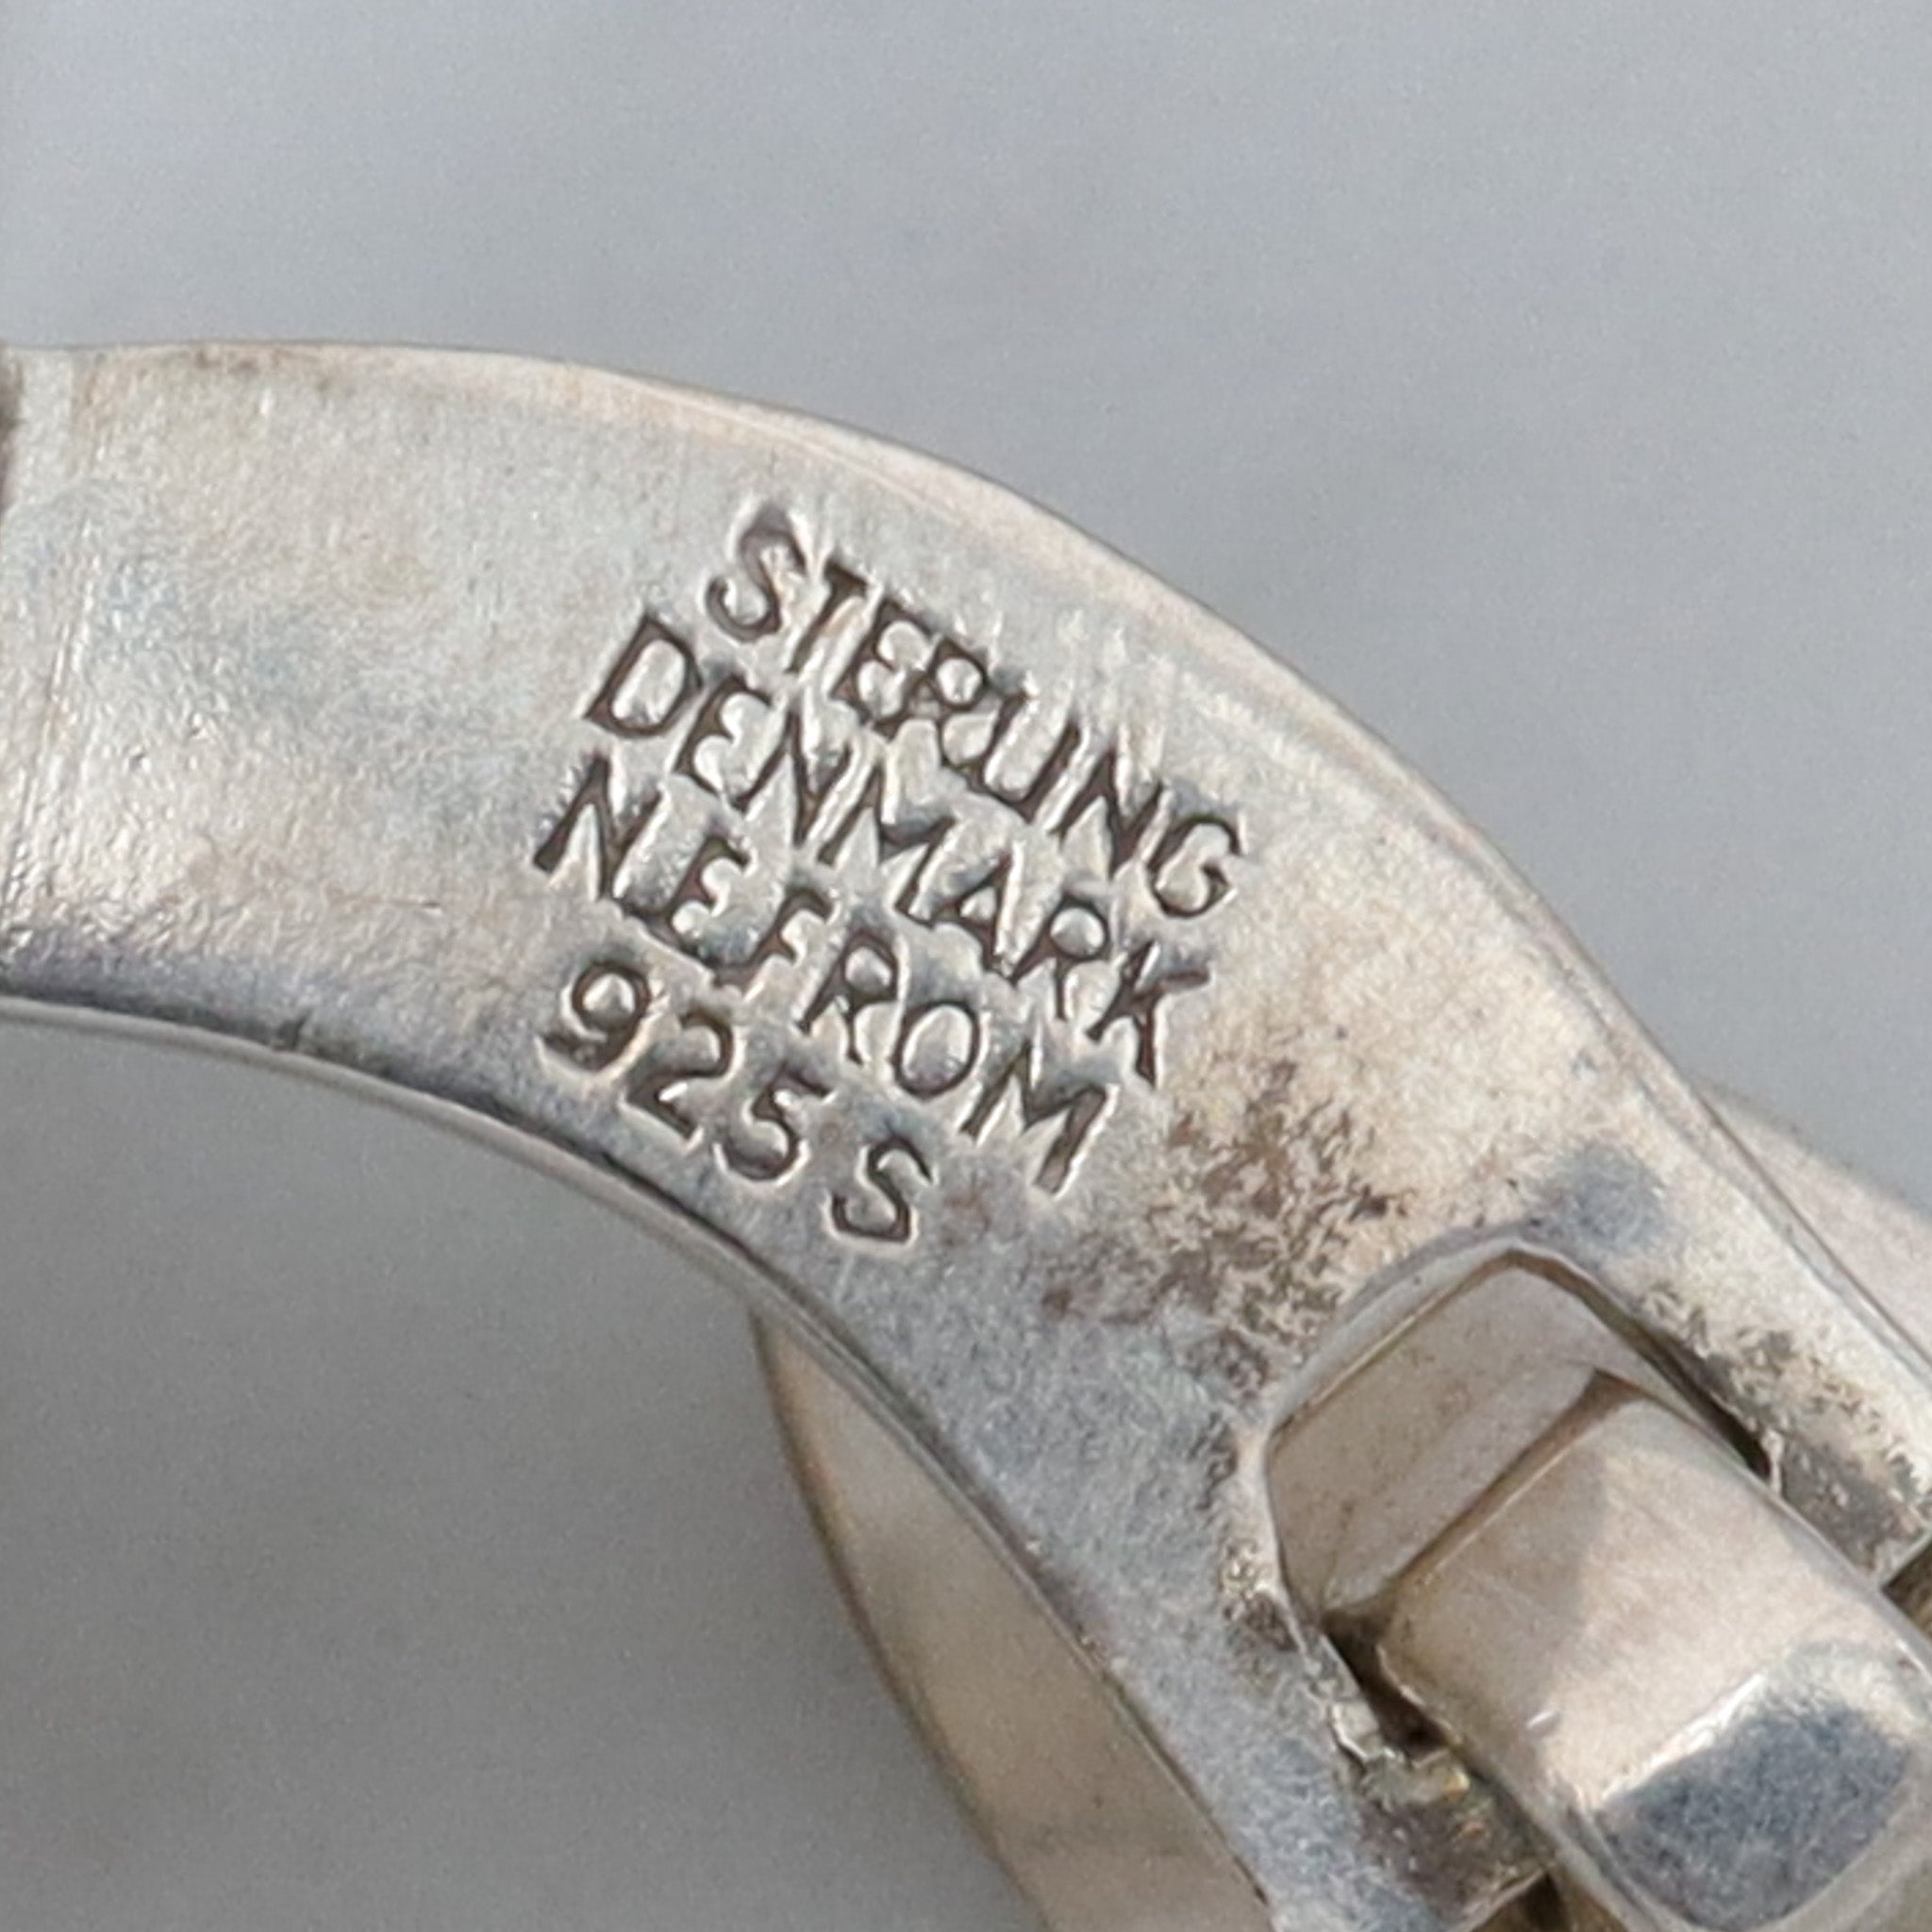 STERLING
DENMARK
N.E.FROM
925 S